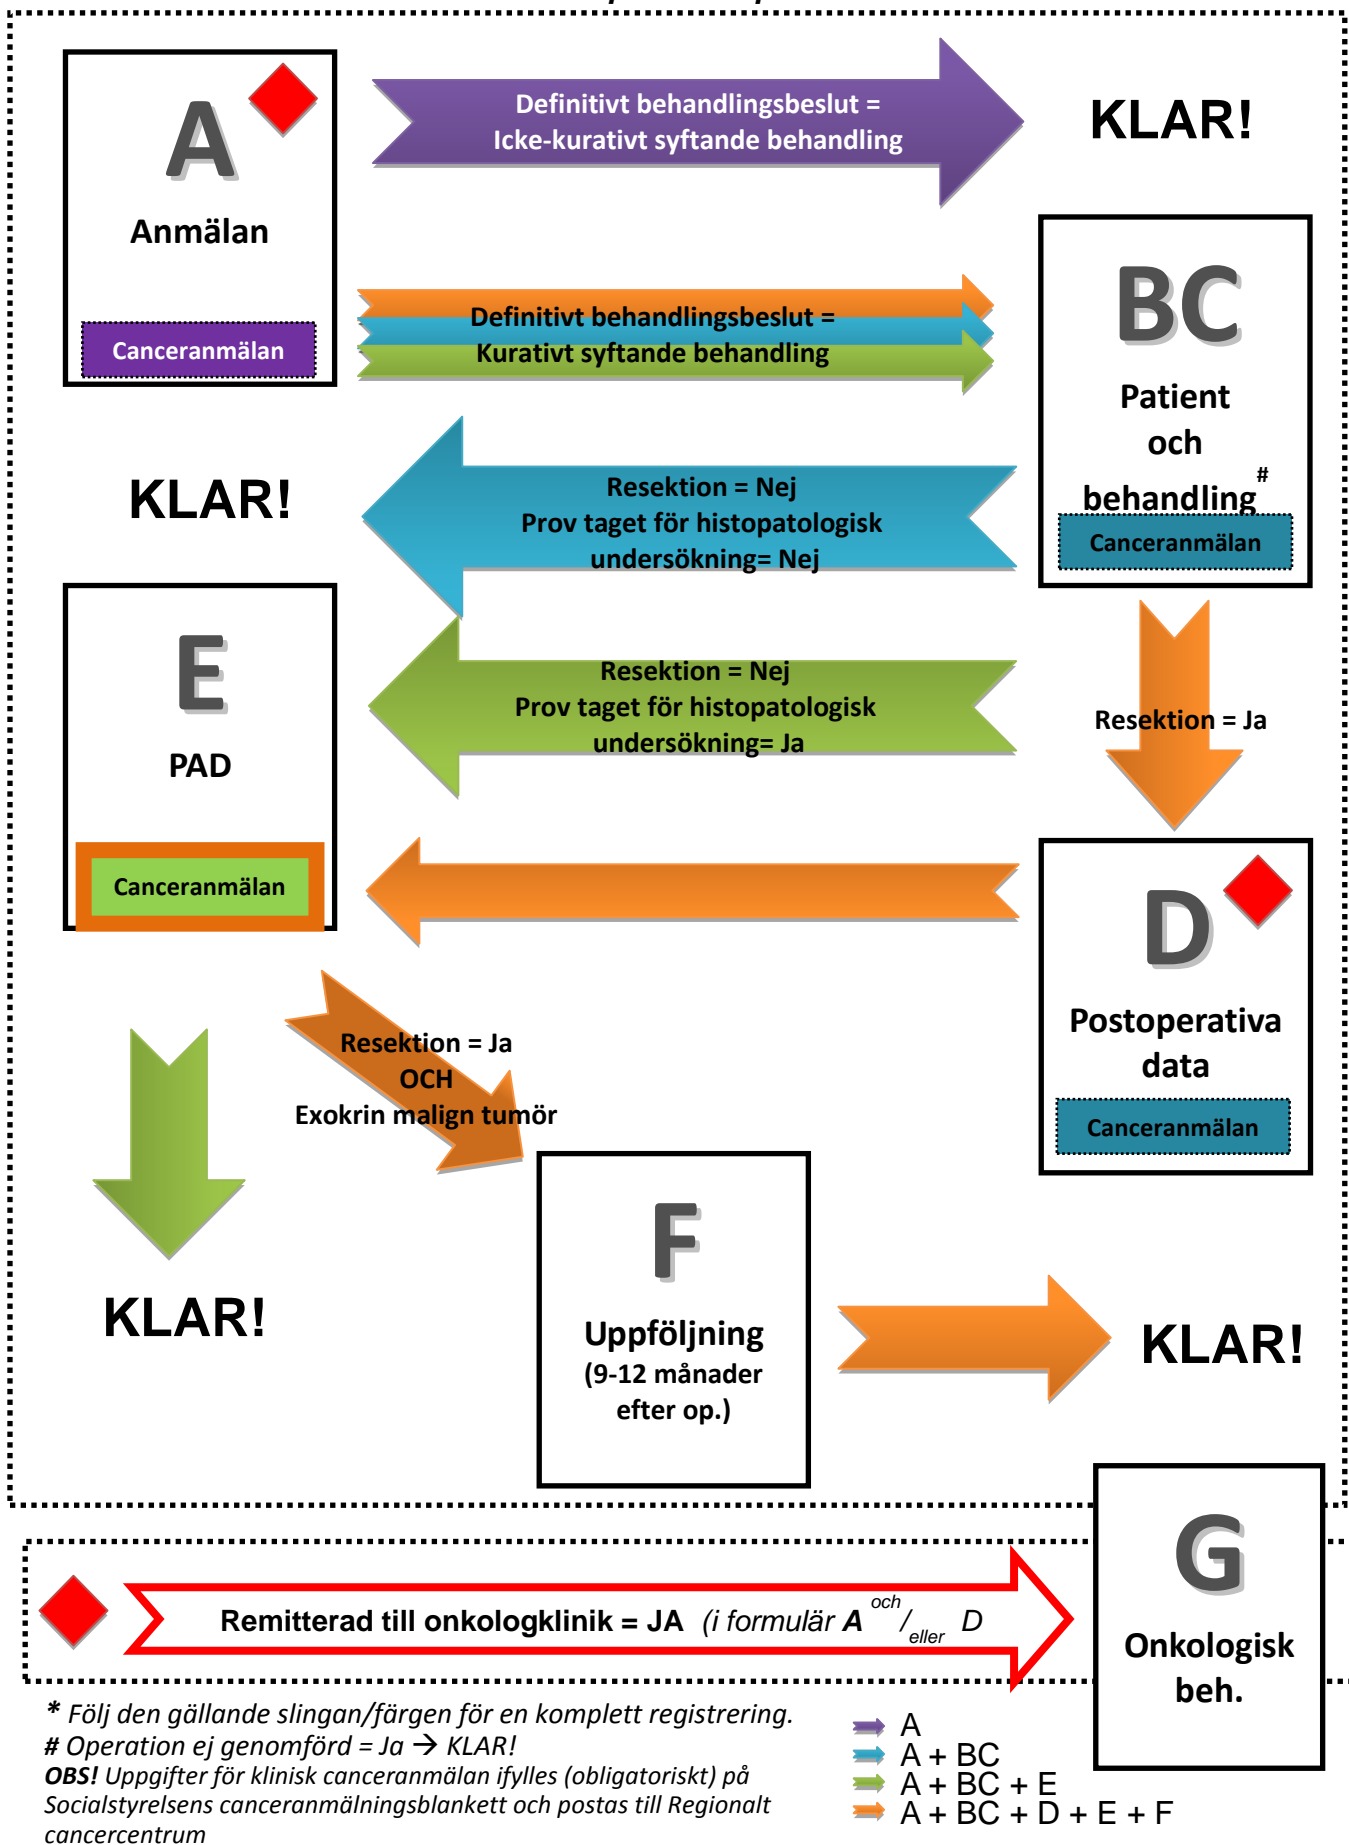 A
Anmälan
Canceranmälan
Definitivt behandlingsbeslut =
Icke-kurativt syftande behandling
KLAR!
Definitivt behandlingsbeslut =
Kurativt syftande behandling
BC
Patient
och
behandling#
Canceranmälan
KLAR!
Resektion = Nej
Prov taget för histopatologisk
undersökning= Nej
E
PAD
Canceranmälan
Resektion = Nej
Prov taget för histopatologisk
undersökning= Ja
Resektion = Ja
D
Postoperativa
data
Canceranmälan
Resektion = Ja
OCH
Exokrin malign tumör
KLAR!
F
Uppföljning
(9-12 månader
efter op.)
KLAR!
G
Onkologisk
beh.
Remitterad till onkologklinik = JA (i formulär A och/eller D
* Följ den gällande slingan/färgen för en komplett registrering.
# Operation ej genomförd = Ja → KLAR!
OBS! Uppgifter för klinisk canceranmälan ifylles (obligatoriskt) på
Socialstyrelsens canceranmälningsblankett och postas till Regionalt
cancercentrum
A
A + BC
A + BC + E
A + BC + D + E + F